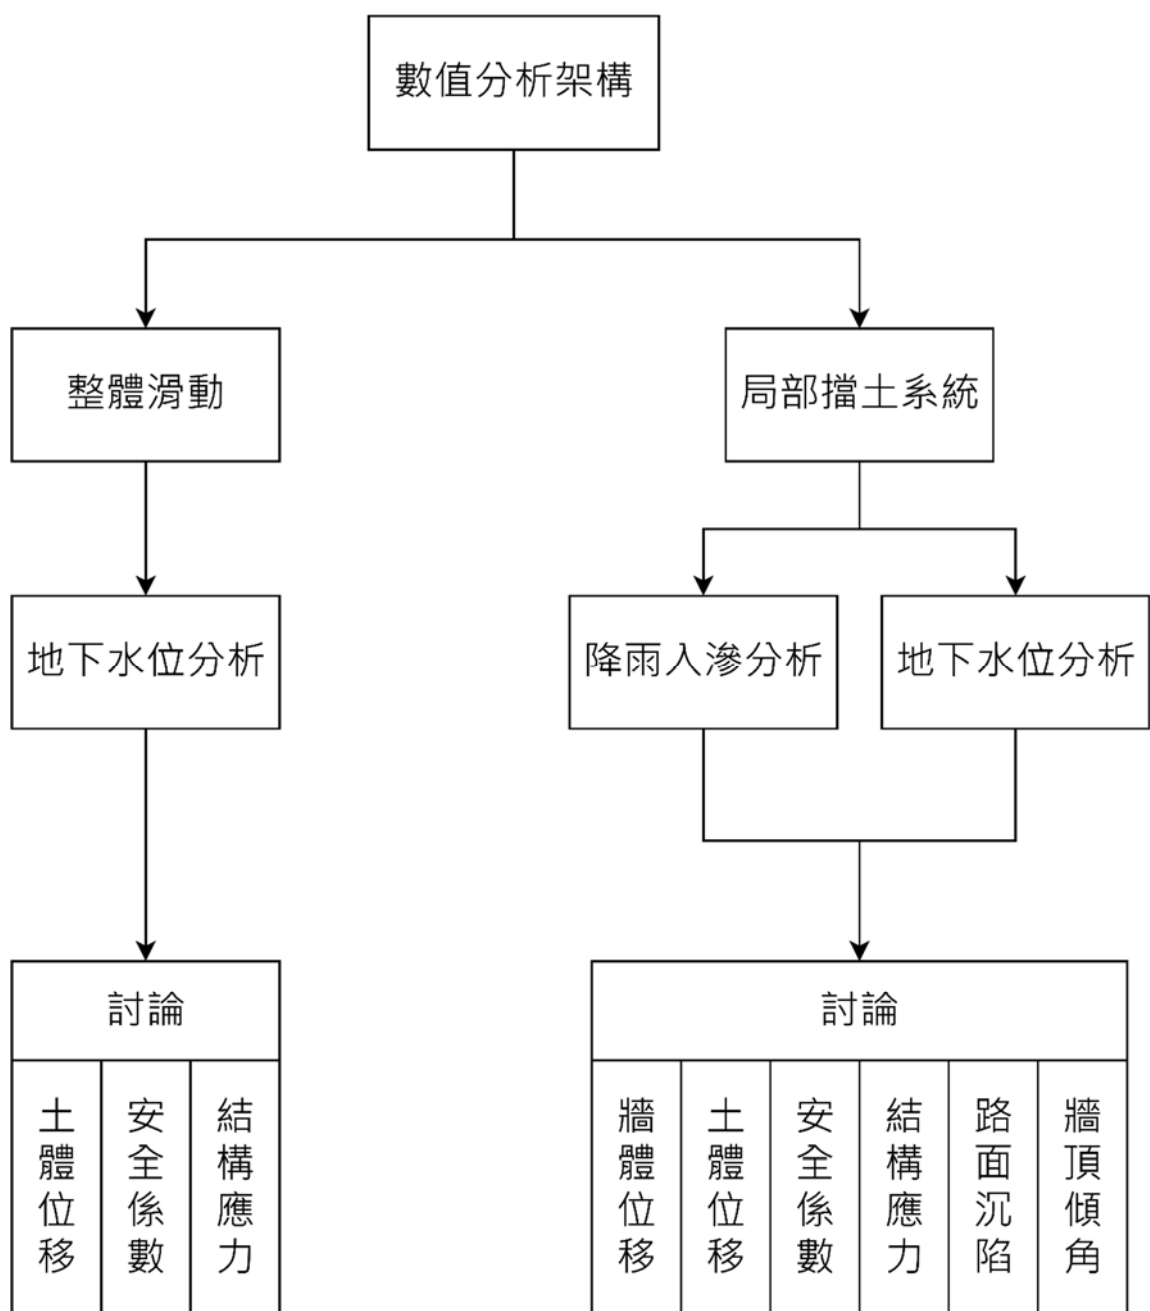 數值分析架構
整體滑動
局部擋土系統
地下水位分析
降雨入滲分析
地下水位分析
討論
土體位移
安全係數
結構應力
討論
牆體位移
土體位移
安全係數
結構應力
路面沉陷
牆頂傾角